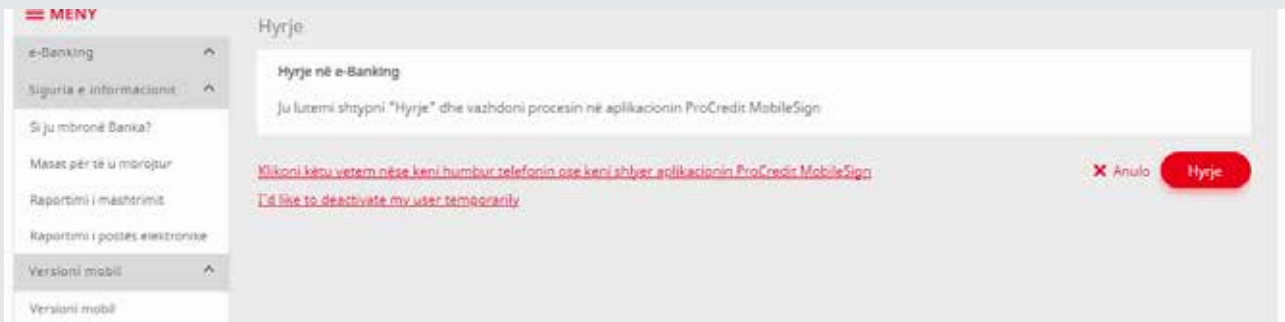 MENY
e-Banking
Siguria e informacionit
Si ju mbronë Banka?
Masat për të u mbrojtur
Raportimi i mashtrimit
Raportimi i postës elektronike
Versioni mobil
Versioni mobil
Hyrje
Hyrje në e-Banking
Ju lutemi shtypni "Hyrje" dhe vazhdoni procesin në aplikacionin ProCredit MobileSign
Klikoni këtu vetem nëse keni humbur telefonin ose keni shlyer aplikacionin ProCredit MobileSign
I'd like to deactivate my user temporarily
Anulo
Hyrje